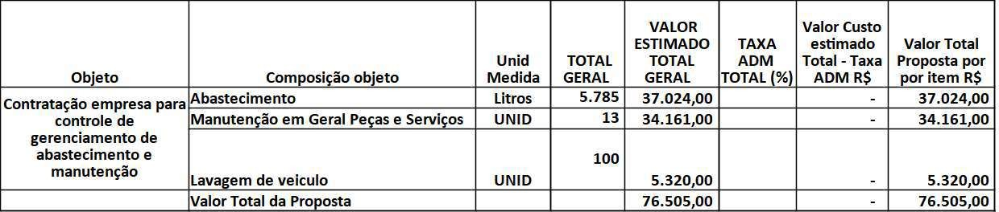 Objeto
Composição objeto
Unid
Medida
TOTAL
GERAL
VALOR
ESTIMADO
TOTAL
GERAL
TAXA
ADM
TOTAL (%)
Valor Custo
estimado
Total - Taxa
ADM R$
Valor Total
Proposta por
por item R$
Contratação empresa para
controle de
gerenciamento de
abastecimento e
manutenção
Abastecimento Litros 5.785 37.024,00 - 37.024,00
Manutenção em Geral Peças e Serviços UNID 13 34.161,00 - 34.161,00
Lavagem de veiculo UNID 100 5.320,00 - 5.320,00
Valor Total da Proposta 76.505,00 - 76.505,00